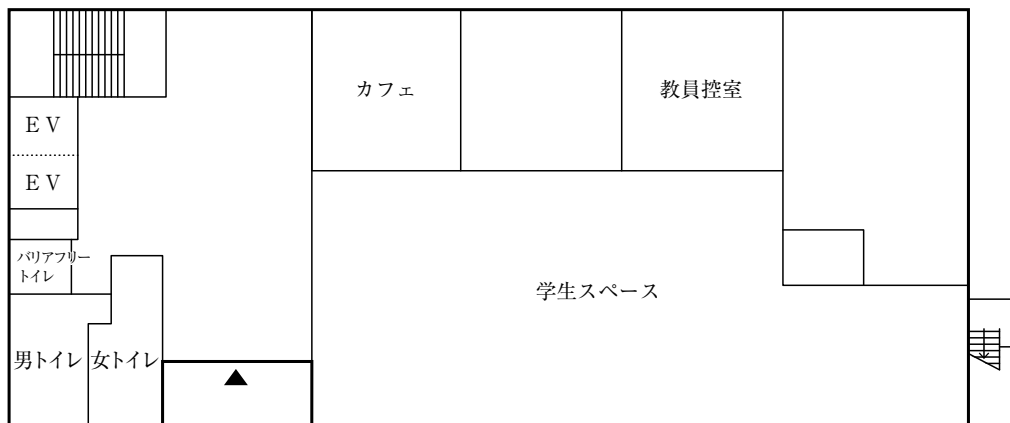 カフェ
教員控室
ＥＶ
ＥＶ
バリアフリー
トイレ
学生スペース
男トイレ
女トイレ